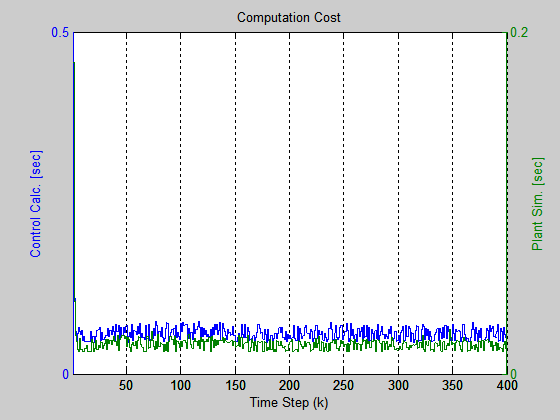 Computation Cost
0.5
0.2
Control Calc. [sec]
Plant Sim. [sec]
0
0
50 100 150 200 250 300 350 400
Time Step (k)